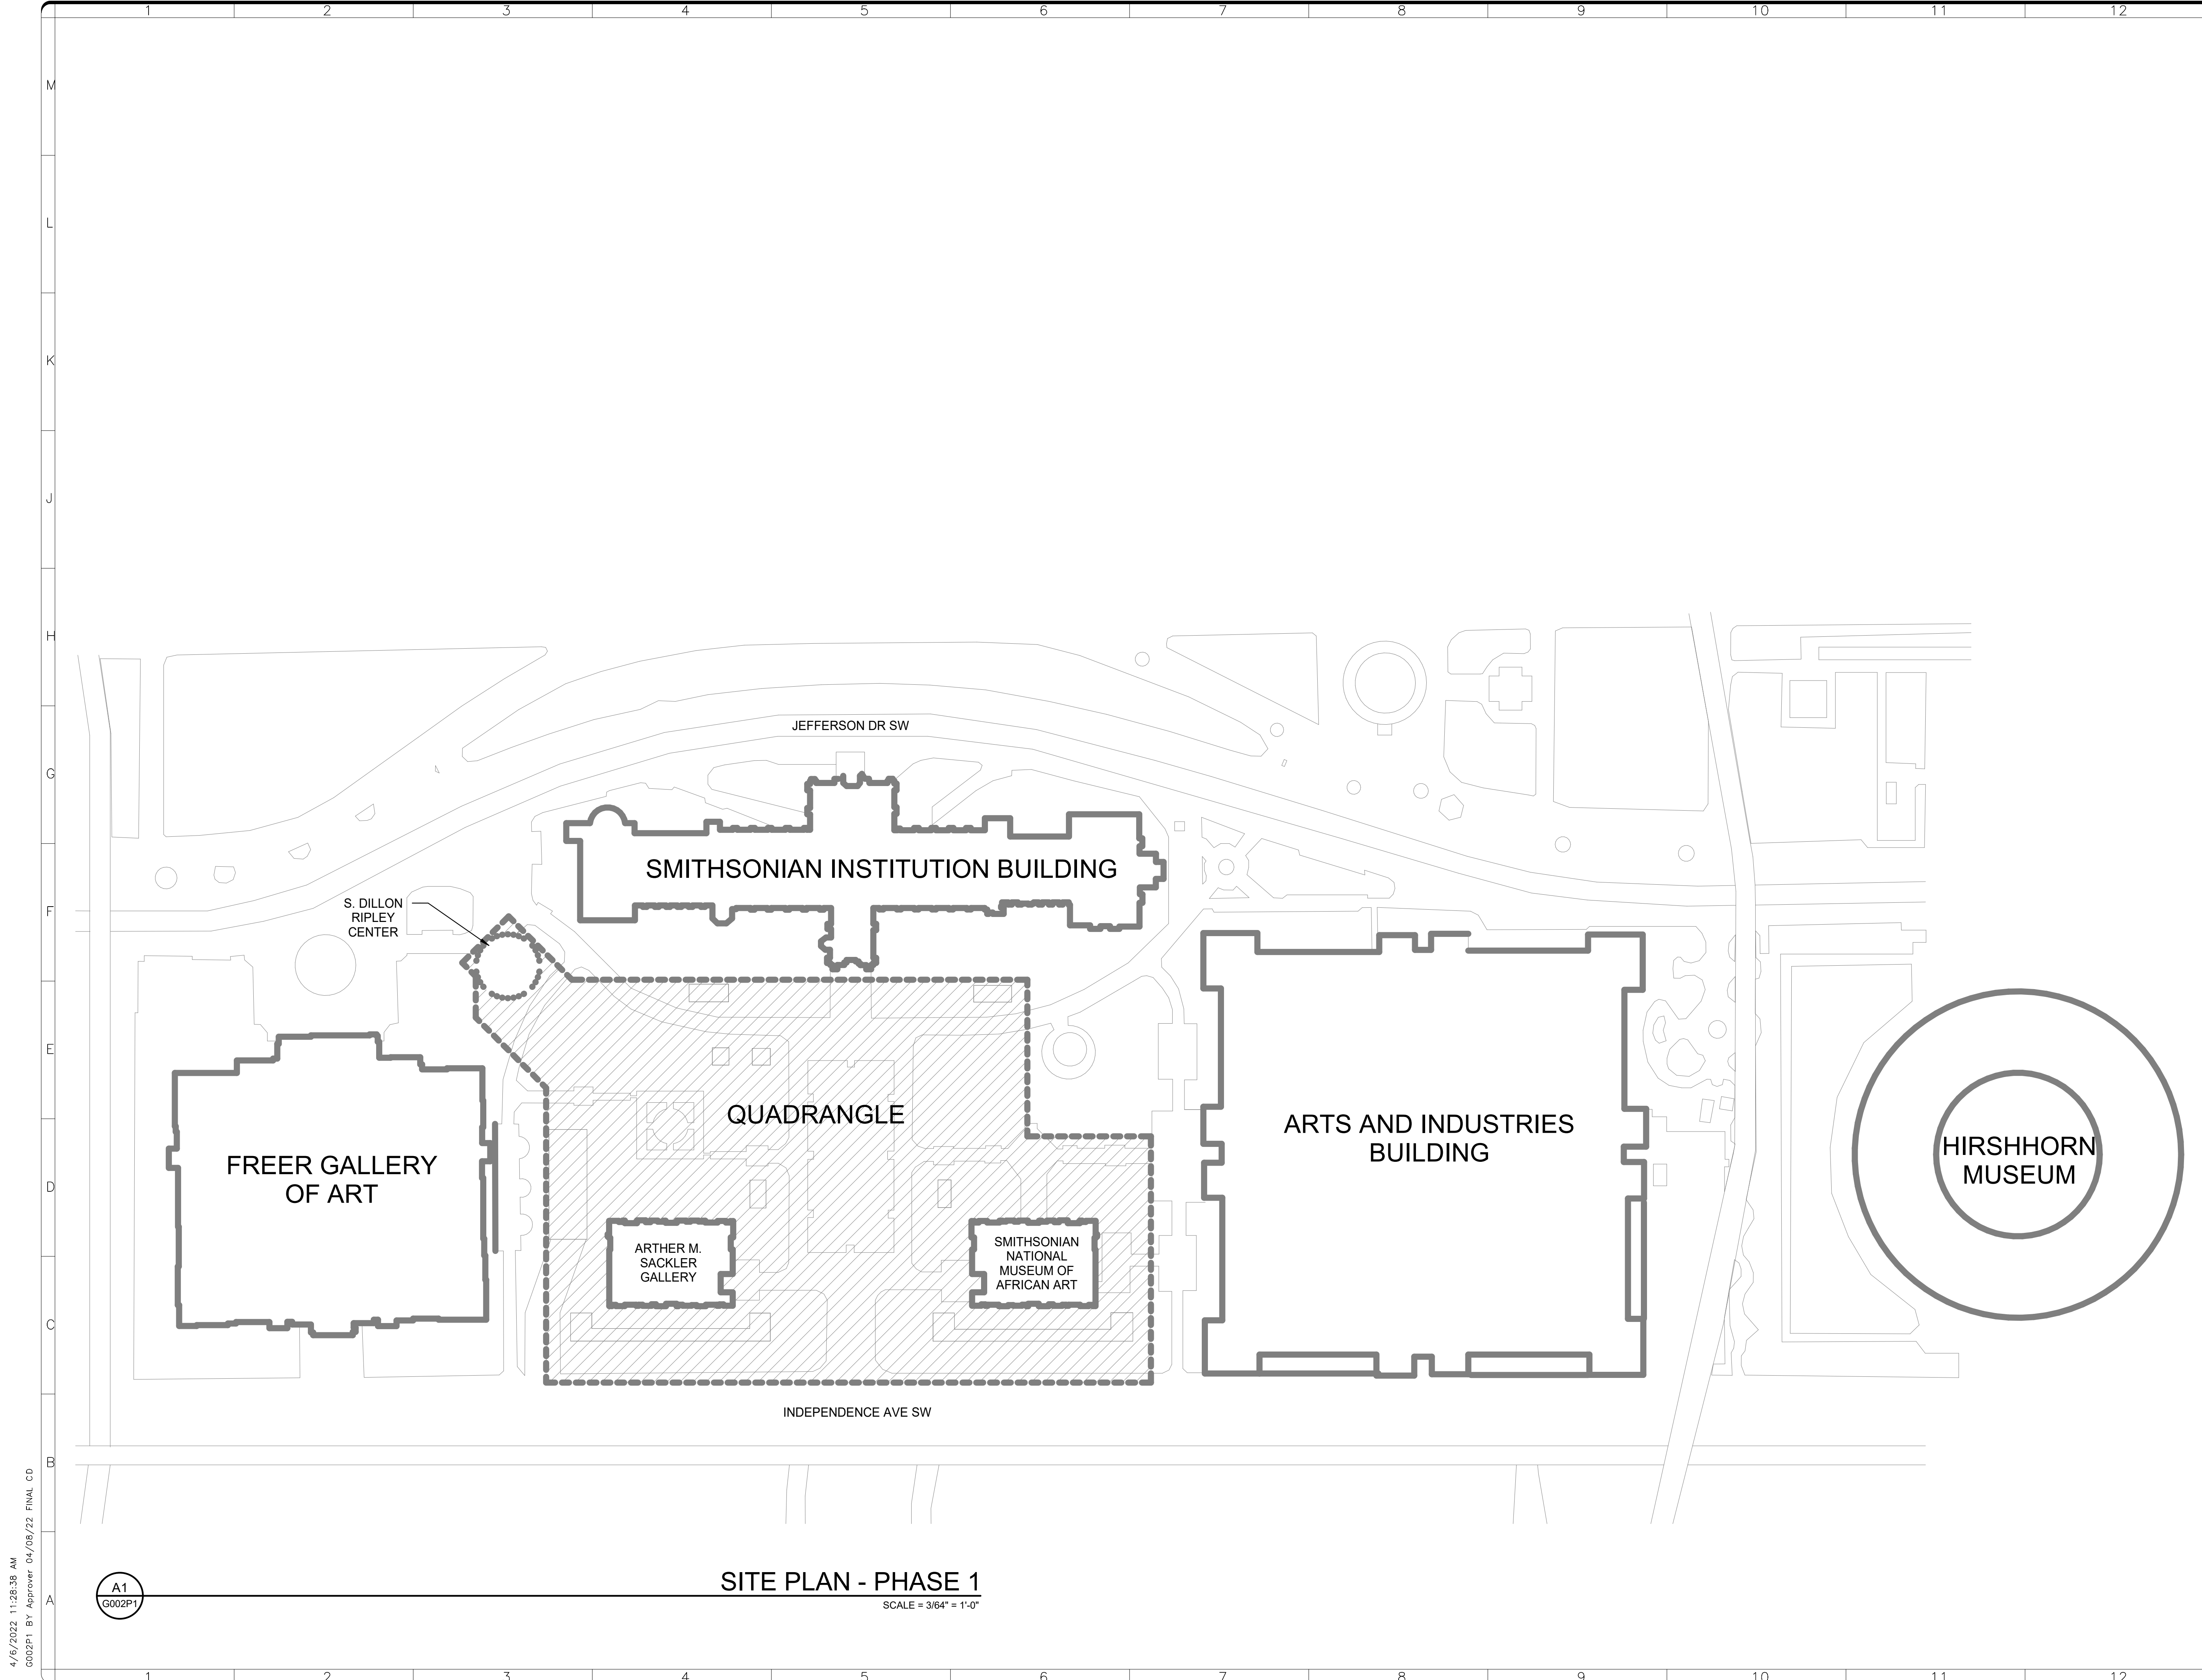 1 2 3 4 5 6 7 8 9 10 11 12
M
L
K
J
H
G
F
E
D
C
B
A
JEFFERSON DR SW
SMITHSONIAN INSTITUTION BUILDING
S. DILLON
RIPLEY
CENTER
QUADRANGLE
FREER GALLERY
OF ART
ARTS AND INDUSTRIES
BUILDING
HIRSHHORN
MUSEUM
ARTHER M.
SACKLER
GALLERY
SMITHSONIAN
NATIONAL
MUSEUM OF
AFRICAN ART
INDEPENDENCE AVE SW
A1
G002P1
SITE PLAN - PHASE 1
SCALE = 3/64" = 1'-0"
4/6/2022 11:28:38 AM
G002P1 BY Approver 04/08/22 FINAL CD
1 2 3 4 5 6 7 8 9 10 11 12